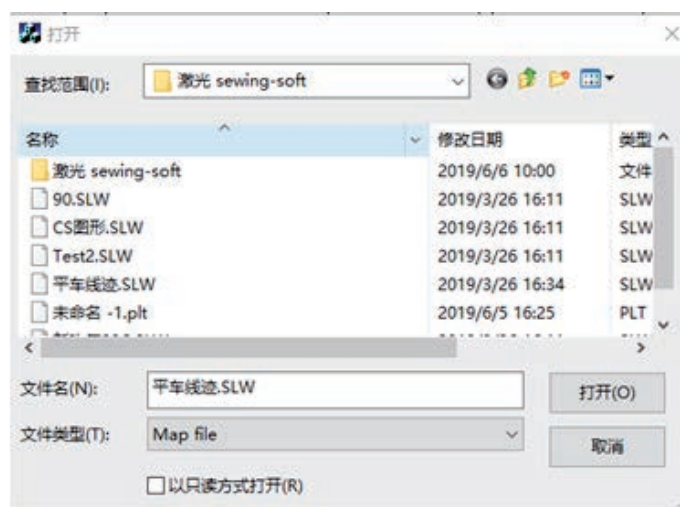 打开
查找范围(I): 激光 sewing-soft
名称 修改日期 类型
激光 sewing-soft 2019/6/6 10:00 文件
90.SLW 2019/3/26 16:11 SLW
CS图形.SLW 2019/3/26 16:11 SLW
Test2.SLW 2019/3/26 16:11 SLW
平车线迹.SLW 2019/3/26 16:34 SLW
未命名 -1.plt 2019/6/5 16:25 PLT
文件名(N): 平车线迹.SLW 打开(O)
文件类型(T): Map file 取消
以只读方式打开(R)